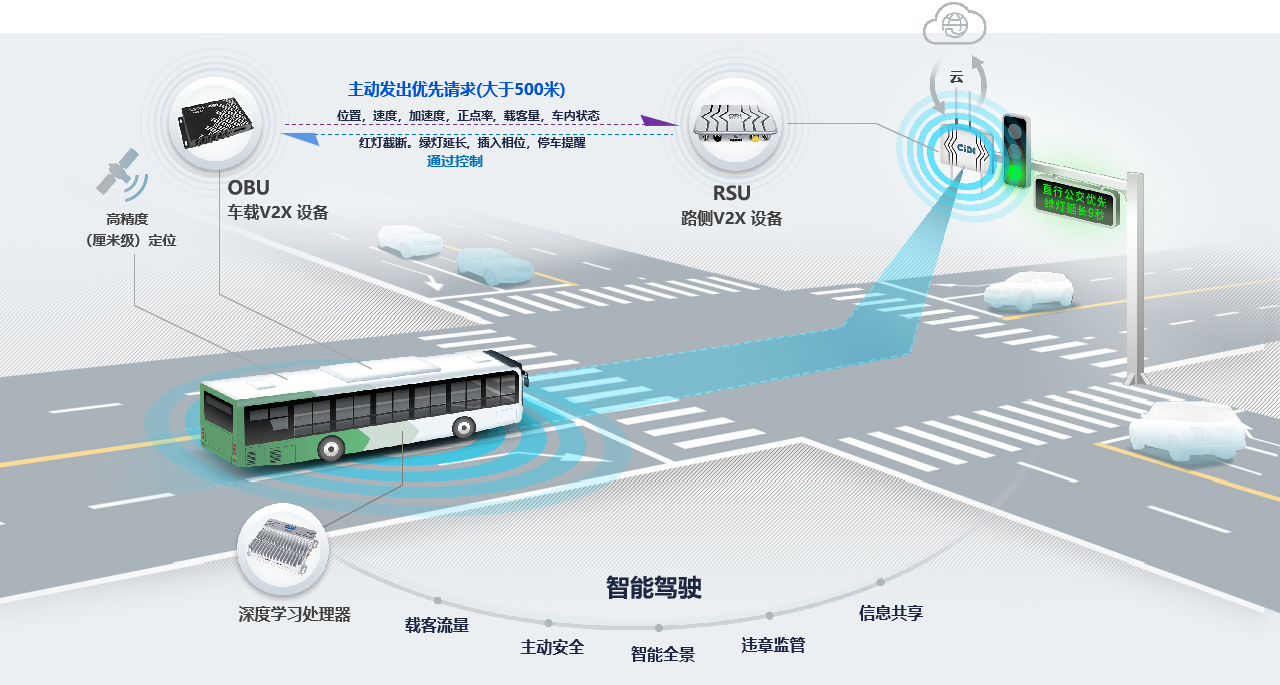 云
主动发出优先请求(大于500米)
位置，速度，加速度，正点率，载客量，车内状态
红灯截断。绿灯延长，插入相位，停车提醒
通过控制
CiDi
OBU
车载V2X 设备
RSU
路侧V2X 设备
直行公交优先
绿灯延长9秒
高精度
（厘米级）定位
深度学习处理器
智能驾驶
载客流量
主动安全
智能全景
违章监管
信息共享